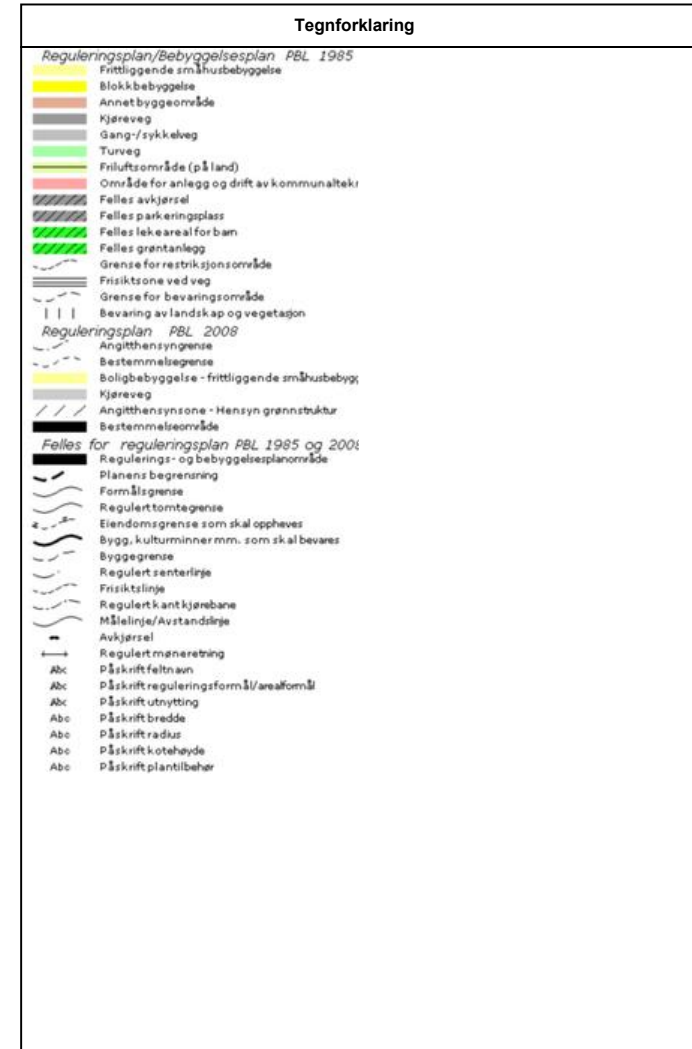 Tegnforklaring
Reguleringsplan/Bebyggelsesplan PBL 1985
Frittliggende småhusbebyggelse
Blokkbebyggelse
Annet byggeområde
Kjøreveg
Gang-/sykkelveg
Turveg
Friluftsområde (på land)
Område for anlegg og drift av kommunaltekn
Felles avkjørsel
Felles parkeringsplass
Felles lekeareal for barn
Felles grøntanlegg
Grense for restriksjonsområde
Frisiktsone ved veg
Grense for bevaringsområde
Bevaring av landskap og vegetasjon
Reguleringsplan PBL 2008
Angitthensyngrense
Bestemmelsegrense
Boligbebyggelse - frittliggende småhusbebygg
Kjøreveg
Angitthensynsone - Hensyn grønnstruktur
Bestemmelseområde
Felles for reguleringsplan PBL 1985 og 2008
Regulerings- og bebyggelsesplanområde
Planens begrensning
Formålsgrense
Regulert tomtegrense
Eiendomsgrense som skal oppheves
Bygg, kulturminner mm. som skal bevares
Byggegrense
Regulert senterlinje
Frisiktslinje
Regulert kant kjørebane
Målelinje/Avstandslinje
Avkjørsel
Regulert møneretning
Abc Påskrift feltnavn
Abc Påskrift reguleringsformål/arealformål
Abc Påskrift utnytting
Abc Påskrift bredde
Abc Påskrift radius
Abc Påskrift kotehøyde
Abc Påskrift plantilbehør